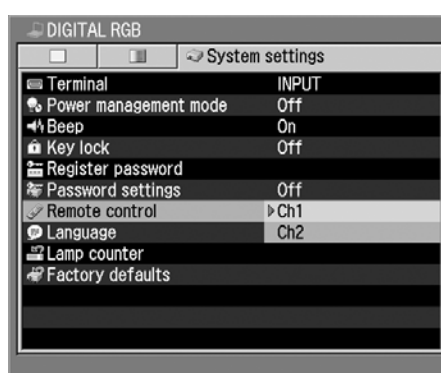 DIGITAL RGB
System settings
Terminal INPUT
Power management mode Off
Beep On
Key lock Off
Register password
Password settings Off
Remote control Ch1
Language Ch2
Lamp counter
Factory defaults